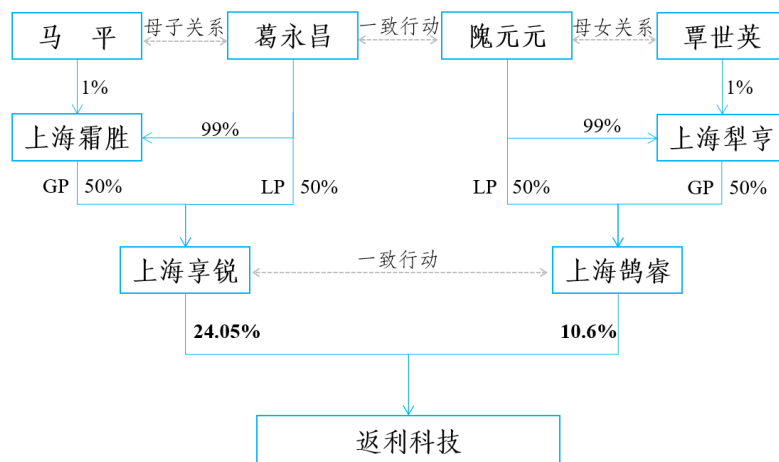 马 平
母子关系
葛永昌
一致行动
隗元元
母女关系
覃世英
1%
1%
上海霜胜
99%
99%
上海犁亨
GP 50%
LP 50%
LP 50%
GP 50%
上海享锐
一致行动
上海鹄睿
24.05%
10.6%
返利科技